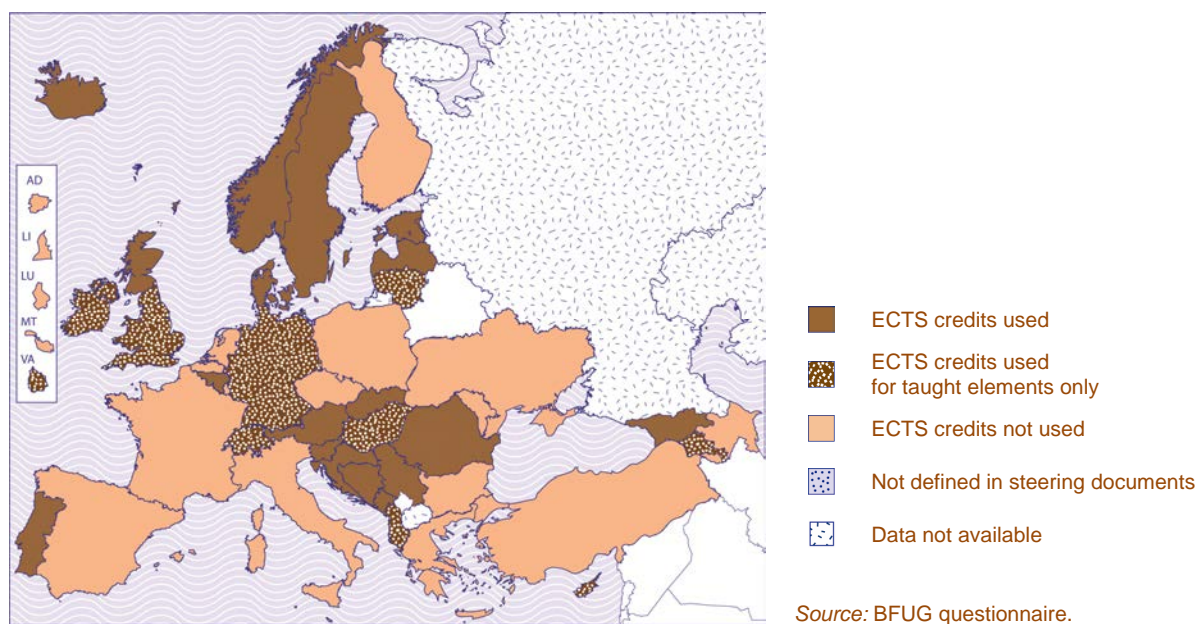 AD
LI
LU
MT
VA
ECTS credits used
ECTS credits used
for taught elements only
ECTS credits not used
Not defined in steering documents
Data not available
Source: BFUG questionnaire.